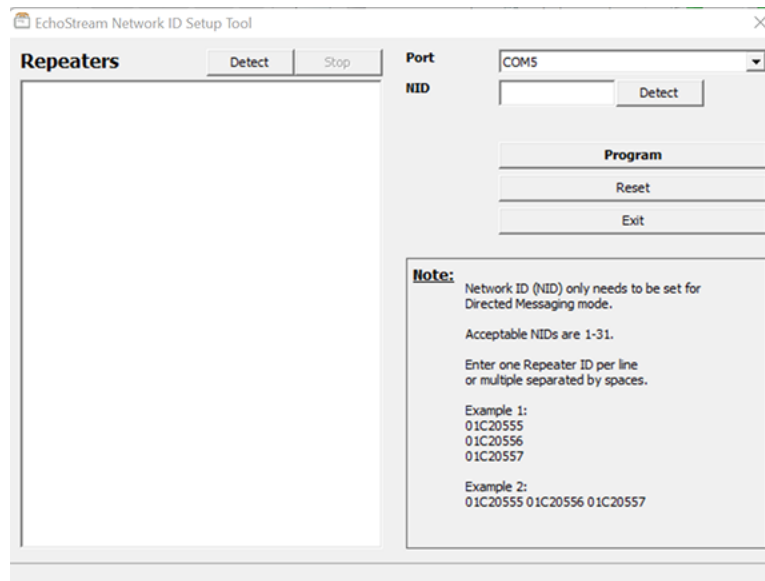 EchoStream Network ID Setup Tool
Repeaters
Detect
Stop
Port
COM5
NID
Detect
Program
Reset
Exit
Note:
Network ID (NID) only needs to be set for
Directed Messaging mode.
Acceptable NIDs are 1-31.
Enter one Repeater ID per line
or multiple separated by spaces.
Example 1:
01C20555
01C20556
01C20557
Example 2:
01C20555 01C20556 01C20557